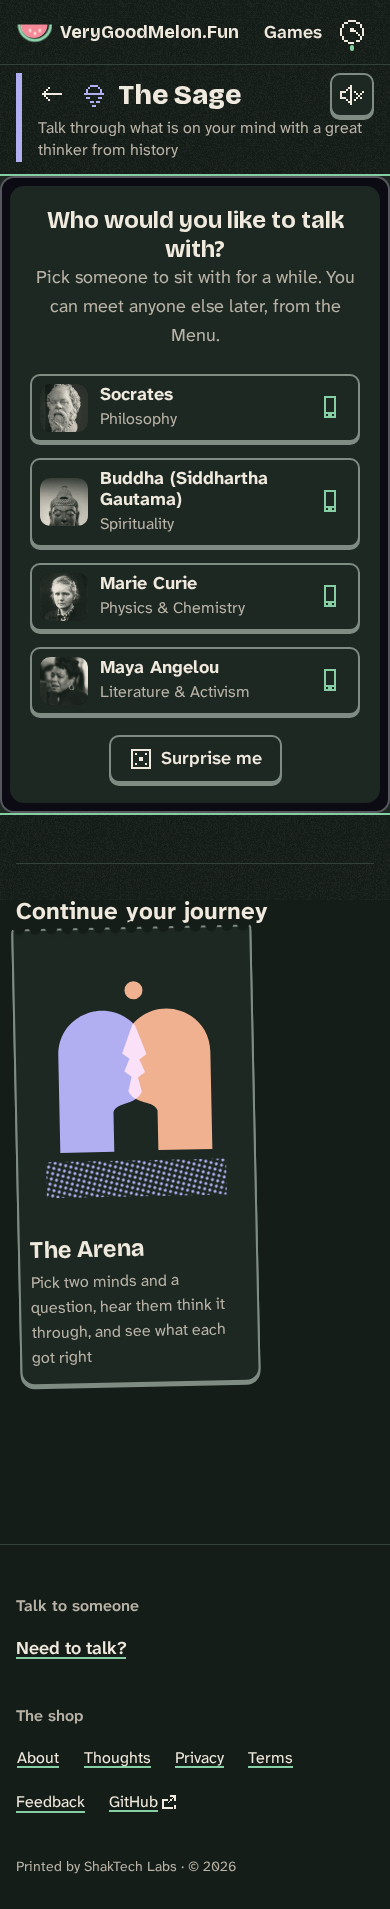 VeryGoodMelon.Fun Games
The Sage
Talk through what is on your mind with a great
thinker from history
Who would you like to talk
with?
Pick someone to sit with for a while. You
can meet anyone else later, from the
Menu.
Socrates
Philosophy
Buddha (Siddhartha
Gautama)
Spirituality
Marie Curie
Physics & Chemistry
Maya Angelou
Literature & Activism
Surprise me
Continue your journey
The Arena
Pick two minds and a
question, hear them think it
through, and see what each
got right
Talk to someone
Need to talk?
The shop
About Thoughts Privacy Terms
Feedback GitHub
Printed by ShakTech Labs · © 2026